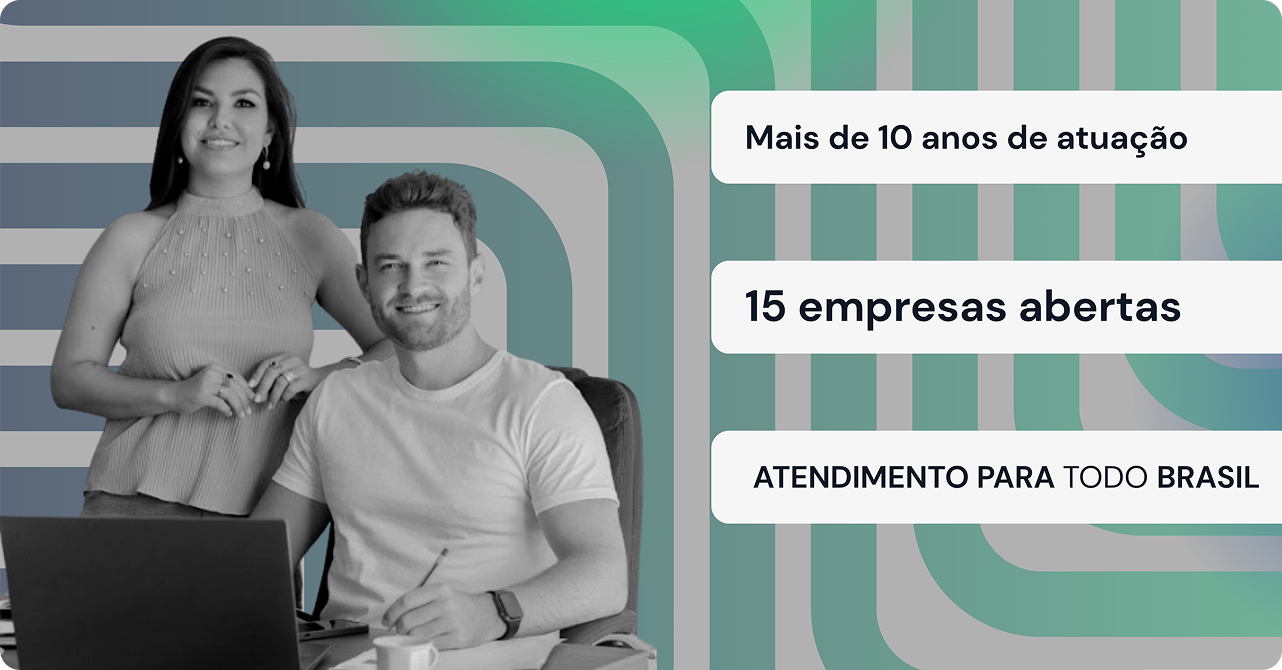 Mais de 10 anos de atuação
15 empresas abertas
ATENDIMENTO PARA TODO BRASIL